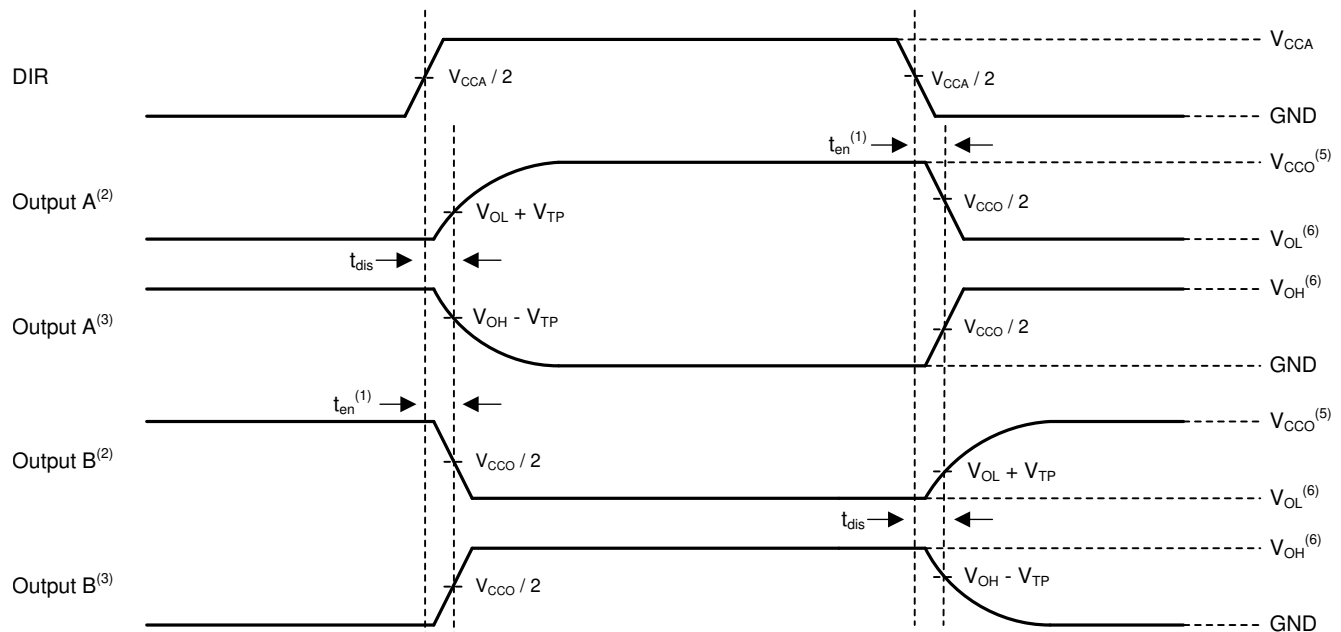 V_CCA
DIR
V_CCA / 2
V_CCA / 2
GND
t_en^(1)
V_CCO^(5)
Output A^(2)
V_OL + V_TP
V_CCO / 2
V_OL^(6)
t_dis
V_OH^(6)
Output A^(3)
V_OH - V_TP
V_CCO / 2
GND
t_en^(1)
V_CCO^(5)
Output B^(2)
V_CCO / 2
V_OL + V_TP
V_OL^(6)
t_dis
V_OH^(6)
Output B^(3)
V_CCO / 2
V_OH - V_TP
GND